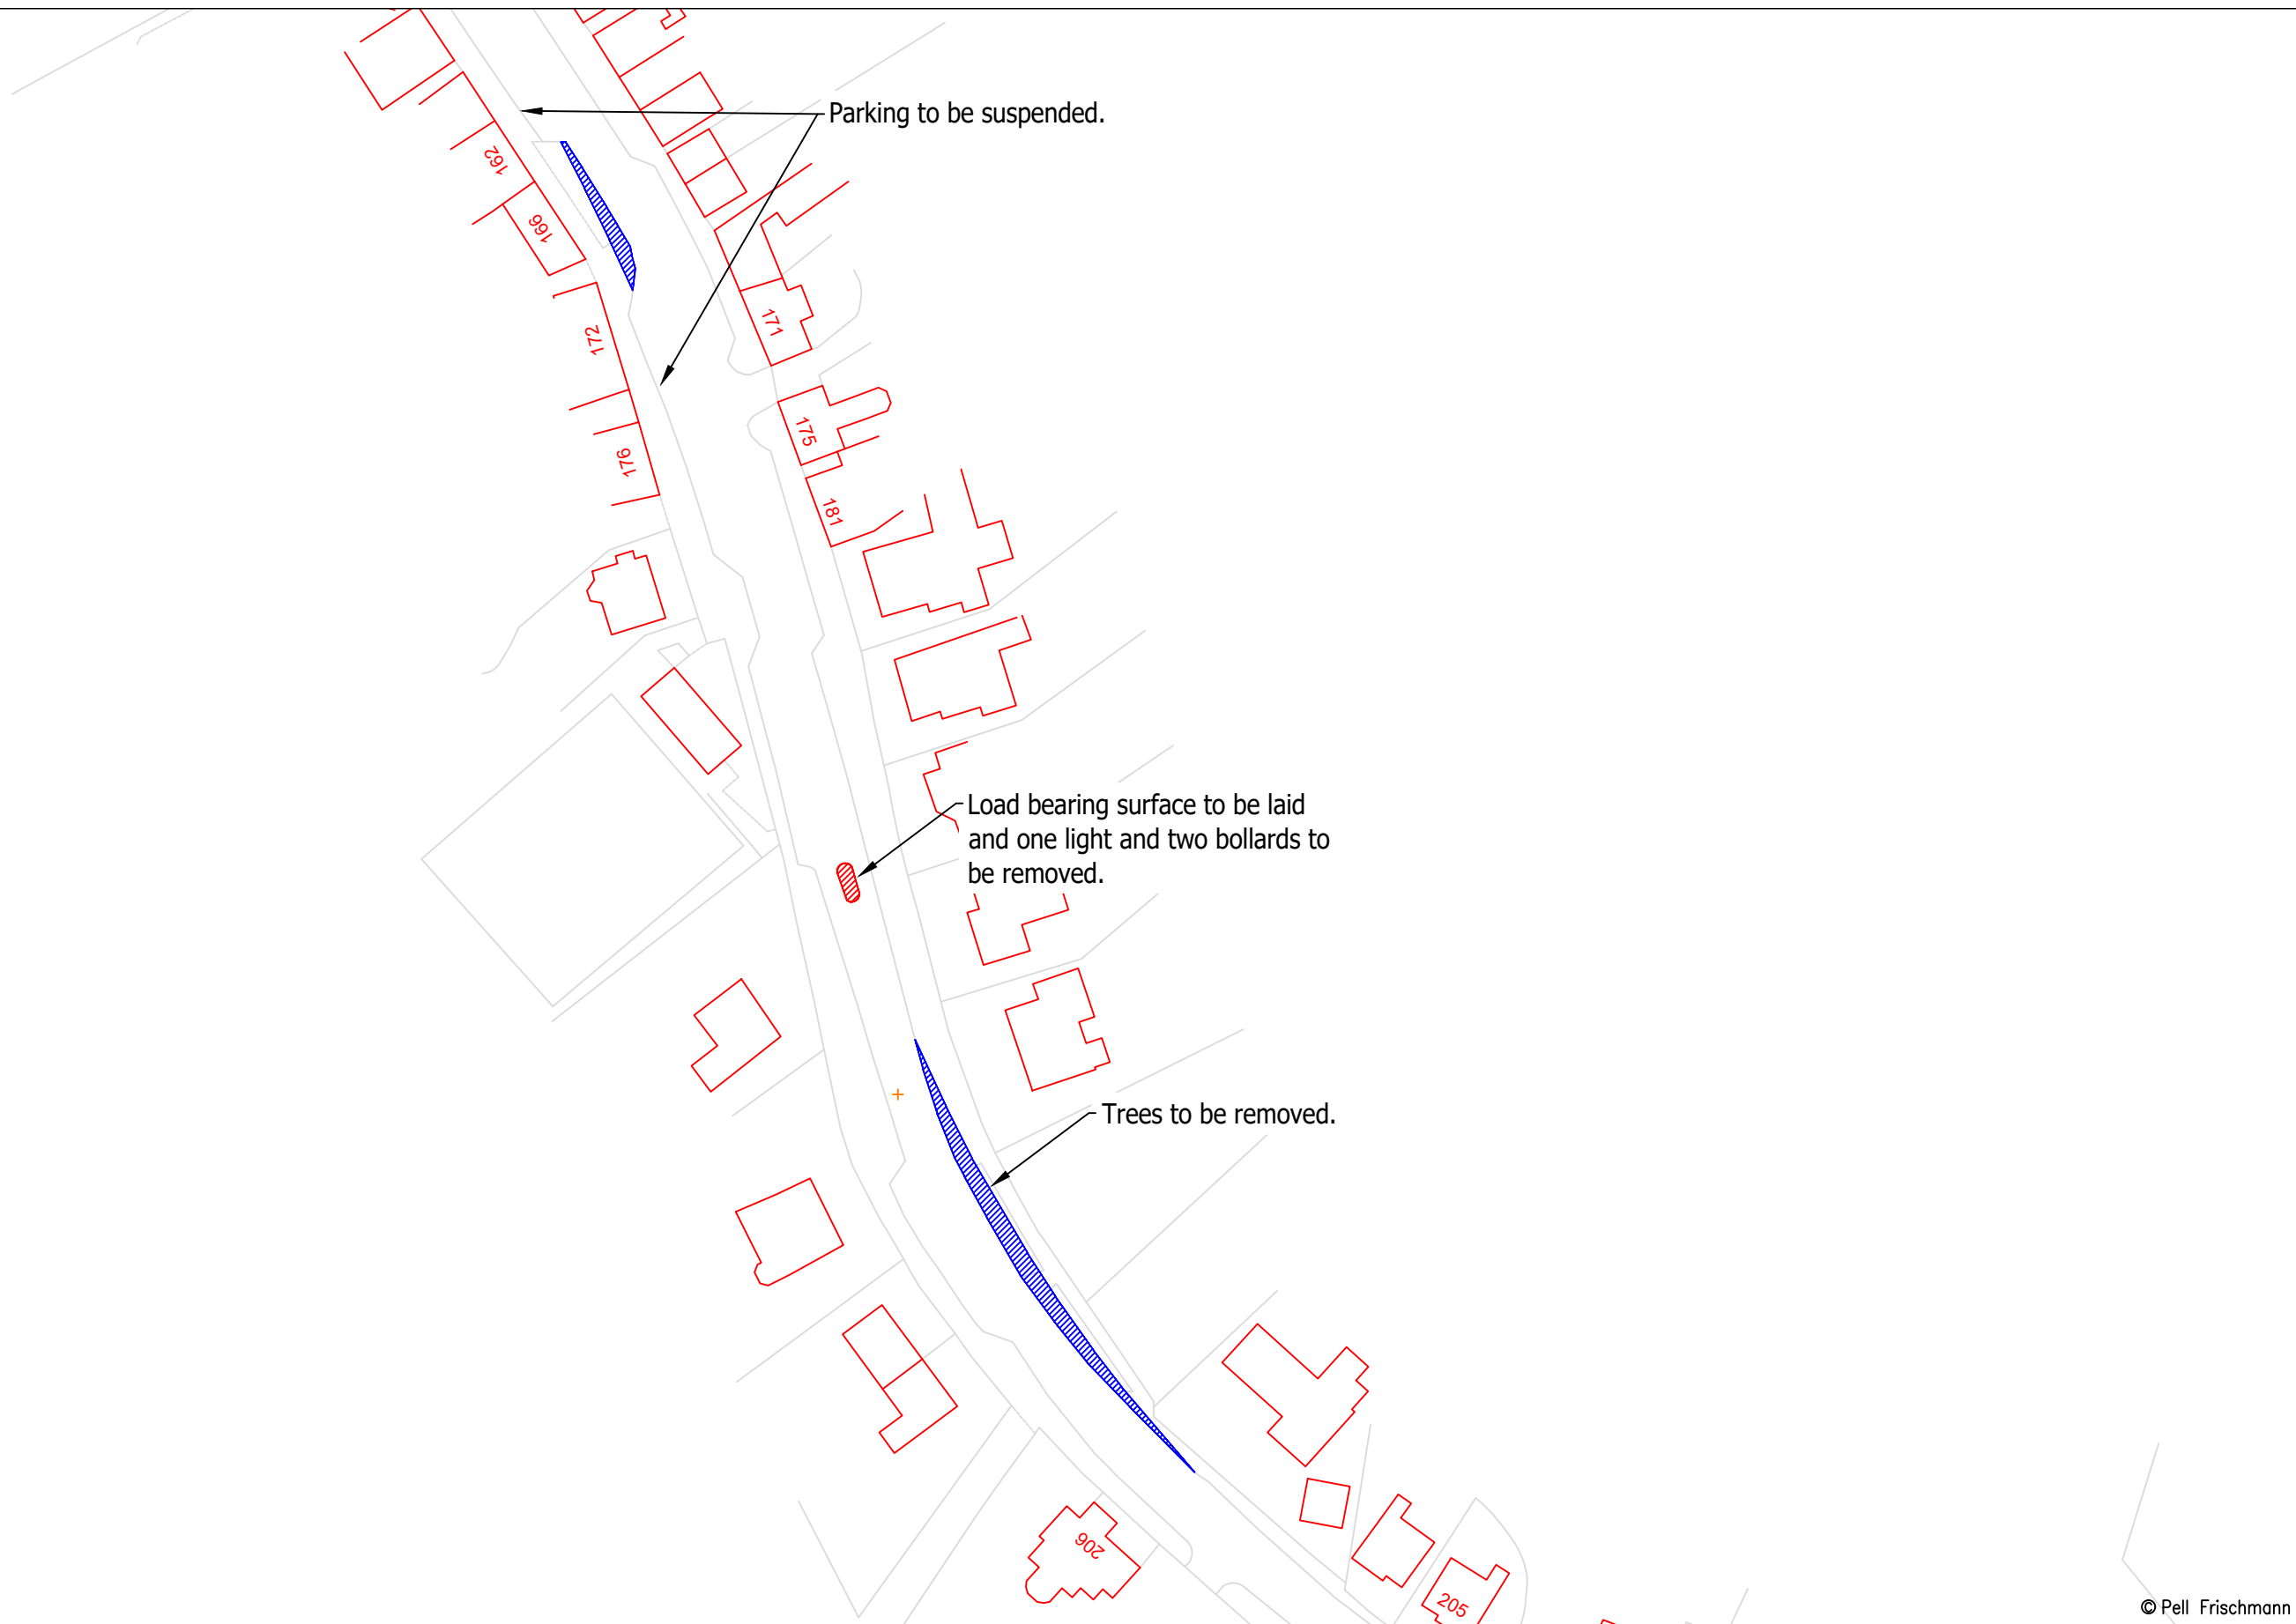 Parking to be suspended.
162
166
171
172
175
176
181
Load bearing surface to be laid
and one light and two bollards to
be removed.
Trees to be removed.
206
205
© Pell Frischmann